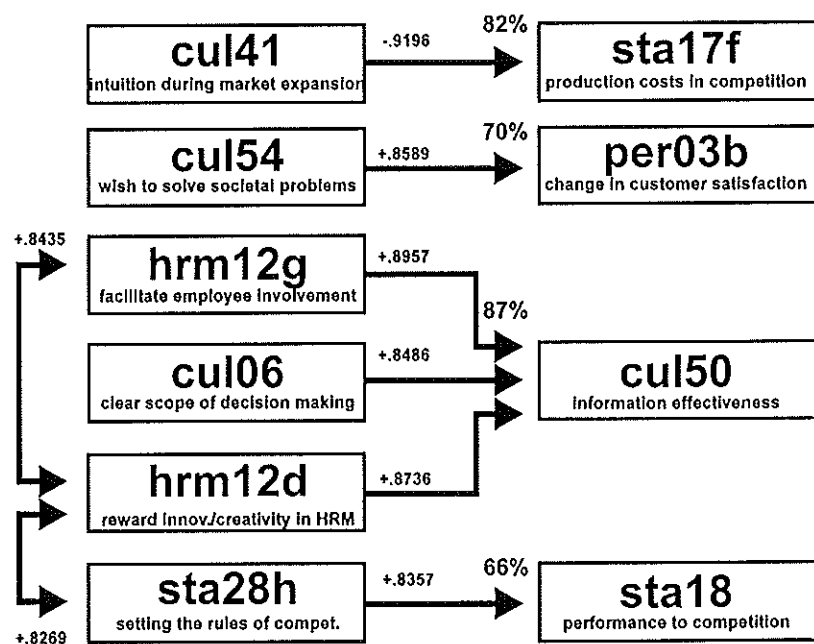 cul41
intuition during market expansion
-.9196
82%
sta17f
production costs in competition
cul54
wish to solve societal problems
+.8589
70%
per03b
change in customer satisfaction
+.8435
hrm12g
facilitate employee involvement
+.8957
87%
cul06
clear scope of decision making
+.8486
cul50
information effectiveness
hrm12d
reward innov./creativity in HRM
+.8736
sta28h
setting the rules of compet.
+.8357
66%
sta18
performance to competition
+.8269